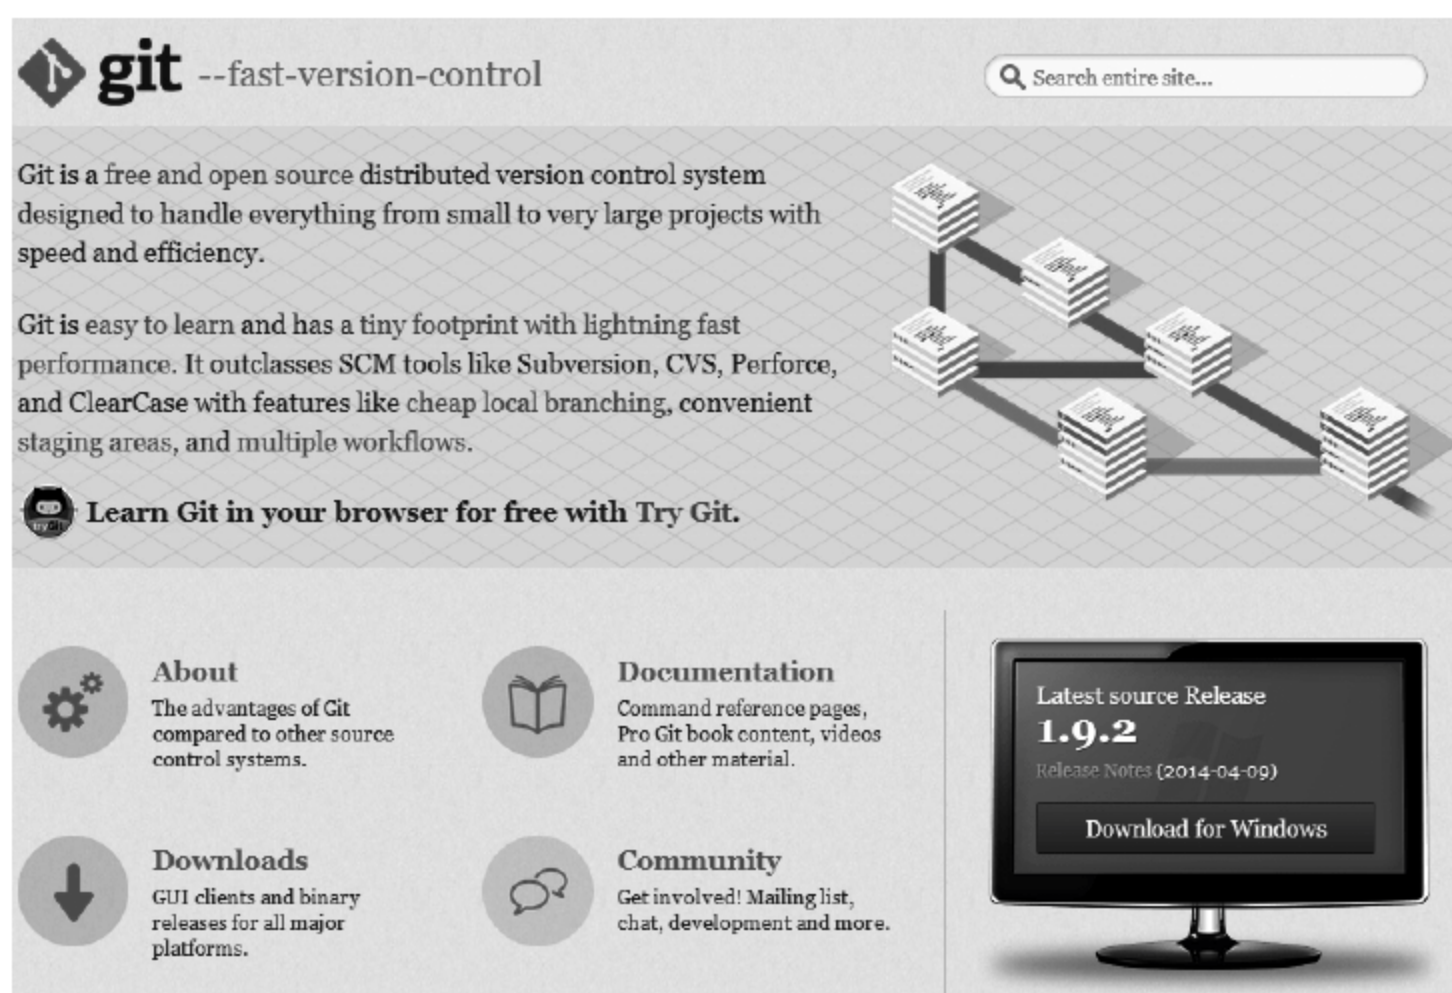 git --fast-version-control
Search entire site...
Git is a free and open source distributed version control system
designed to handle everything from small to very large projects with
speed and efficiency.
Git is easy to learn and has a tiny footprint with lightning fast
performance. It outclasses SCM tools like Subversion, CVS, Perforce,
and ClearCase with features like cheap local branching, convenient
staging areas, and multiple workflows.
Learn Git in your browser for free with Try Git.
About
The advantages of Git
compared to other source
control systems.
Documentation
Command reference pages,
Pro Git book content, videos
and other material.
Downloads
GUI clients and binary
releases for all major
platforms.
Community
Get involved! Mailing list,
chat, development and more.
Latest source Release
1.9.2
Release Notes (2014-04-09)
Download for Windows